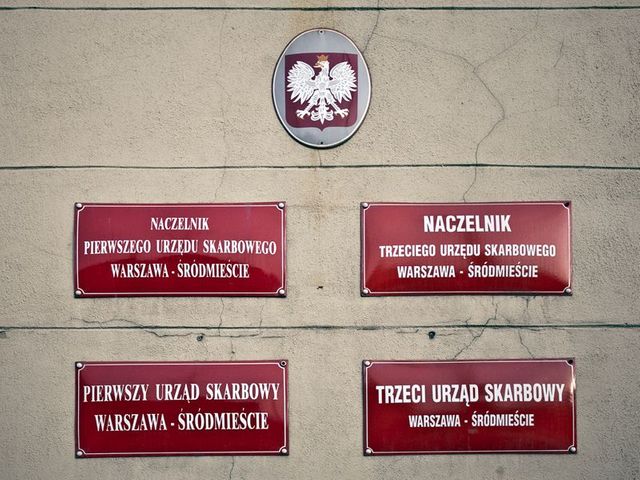 NACZELNIK
PIERWSZEGO URZĘDU SKARBOWEGO
WARSZAWA - ŚRÓDMIEŚCIE
NACZELNIK
TRZECIEGO URZĘDU SKARBOWEGO
WARSZAWA - ŚRÓDMIEŚCIE
PIERWSZY URZĄD SKARBOWY
WARSZAWA - ŚRÓDMIEŚCIE
TRZECI URZĄD SKARBOWY
WARSZAWA - ŚRÓDMIEŚCIE